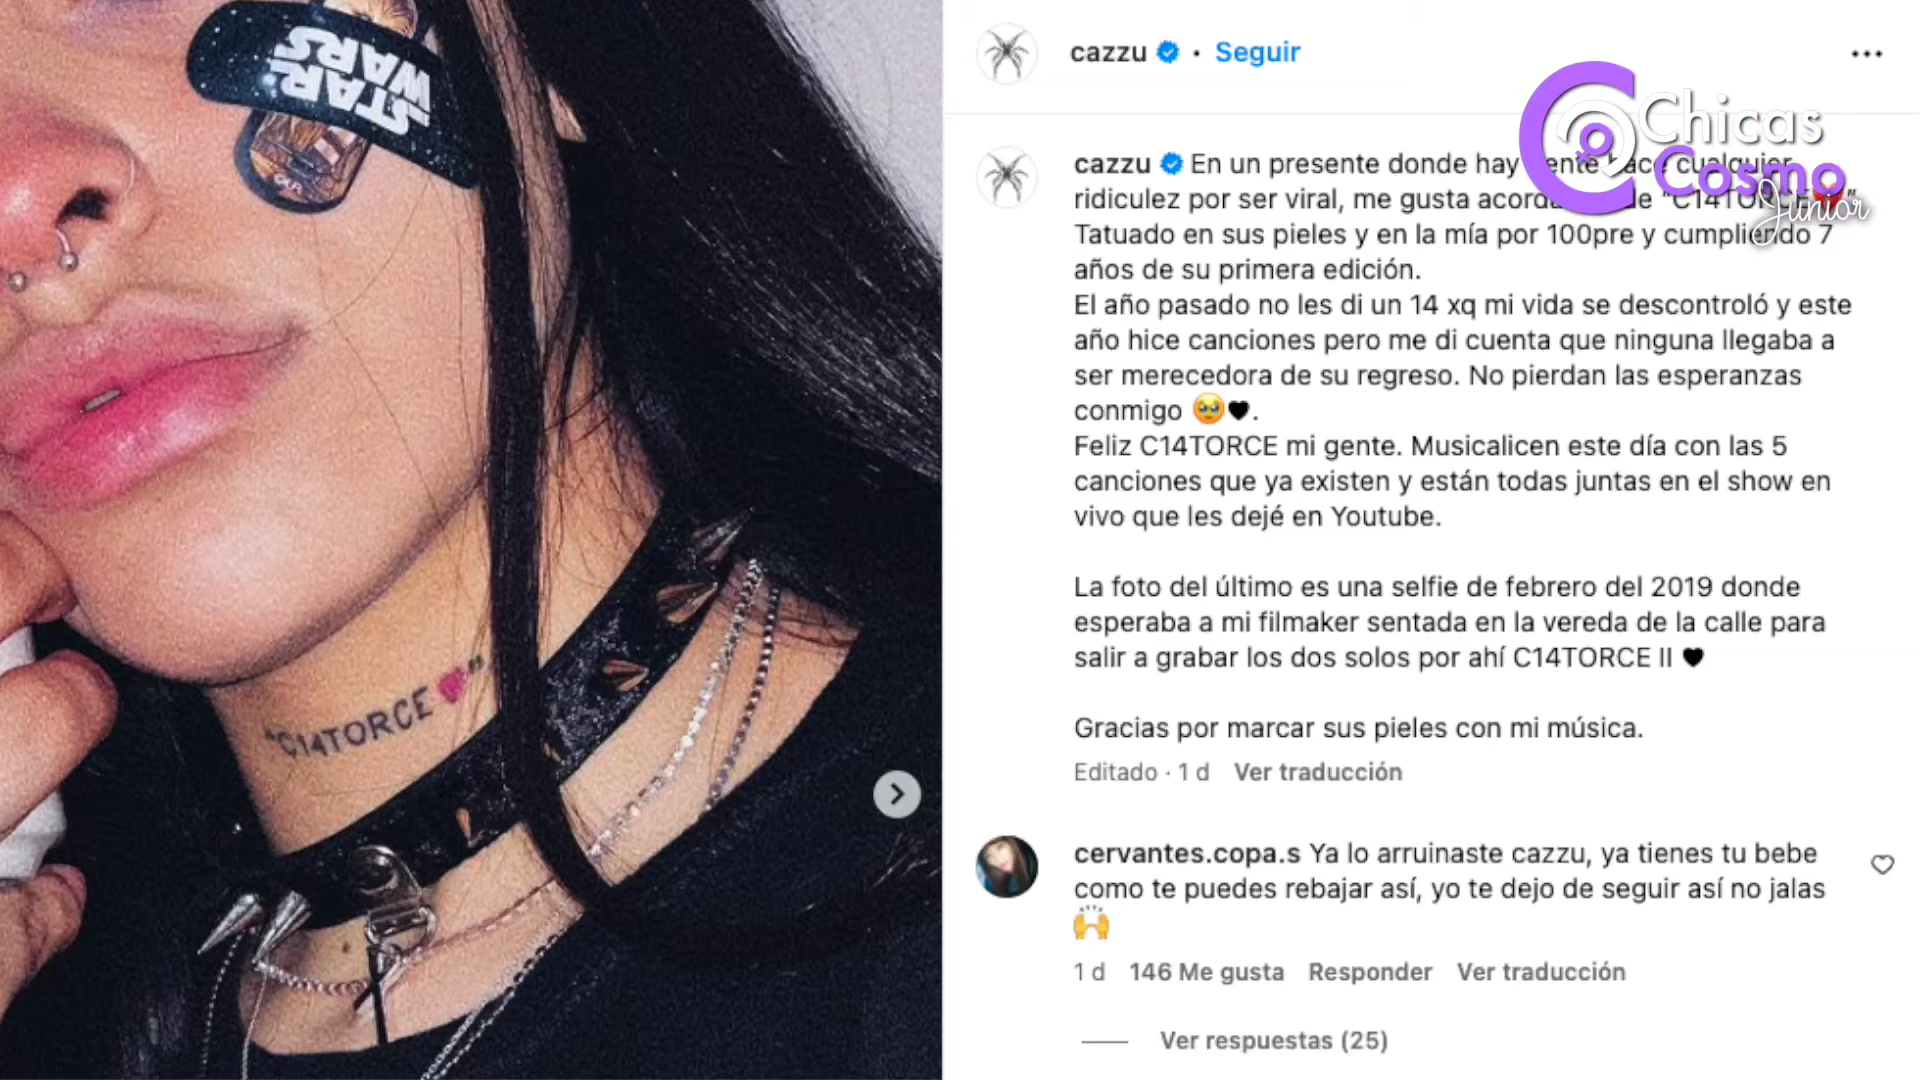 STAR
WARS
"C14TORCE"
cazzu • Seguir
Chicas
Cosmo
Junior
cazzu En un presente donde hay gente hace cualquier
ridiculez por ser viral, me gusta acordarme de "C14TORCE❤️"
Tatuado en sus pieles y en la mía por 100pre y cumpliendo 7
años de su primera edición.
El año pasado no les di un 14 xq mi vida se descontroló y este
año hice canciones pero me di cuenta que ninguna llegaba a
ser merecedora de su regreso. No pierdan las esperanzas
conmigo 🥹🖤.
Feliz C14TORCE mi gente. Musicalicen este día con las 5
canciones que ya existen y están todas juntas en el show en
vivo que les dejé en Youtube.
La foto del último es una selfie de febrero del 2019 donde
esperaba a mi filmaker sentada en la vereda de la calle para
salir a grabar los dos solos por ahí C14TORCE II 🖤
Gracias por marcar sus pieles con mi música.
Editado · 1 d Ver traducción
cervantes.copa.s Ya lo arruinaste cazzu, ya tienes tu bebe
como te puedes rebajar así, yo te dejo de seguir así no jalas
🙌
1 d 146 Me gusta Responder Ver traducción
Ver respuestas (25)